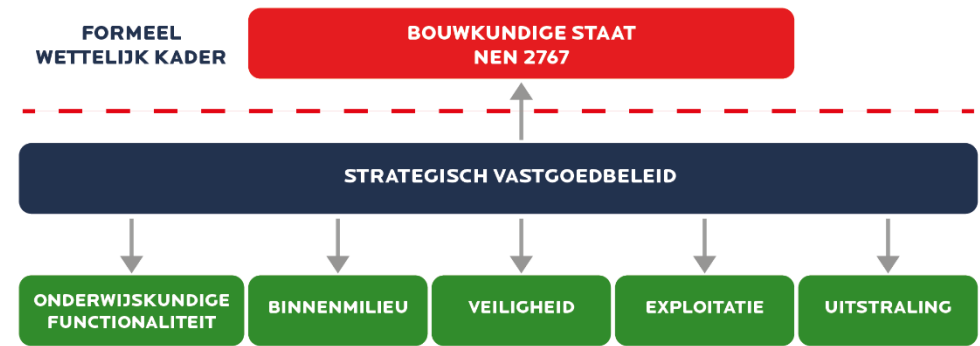 FORMEEL
WETTELIJK KADER
BOUWKUNDIGE STAAT
NEN 2767
STRATEGISCH VASTGOEDBELEID
ONDERWIJSKUNDIGE
FUNCTIONALITEIT
BINNENMILIEU
VEILIGHEID
EXPLOITATIE
UITSTRALING